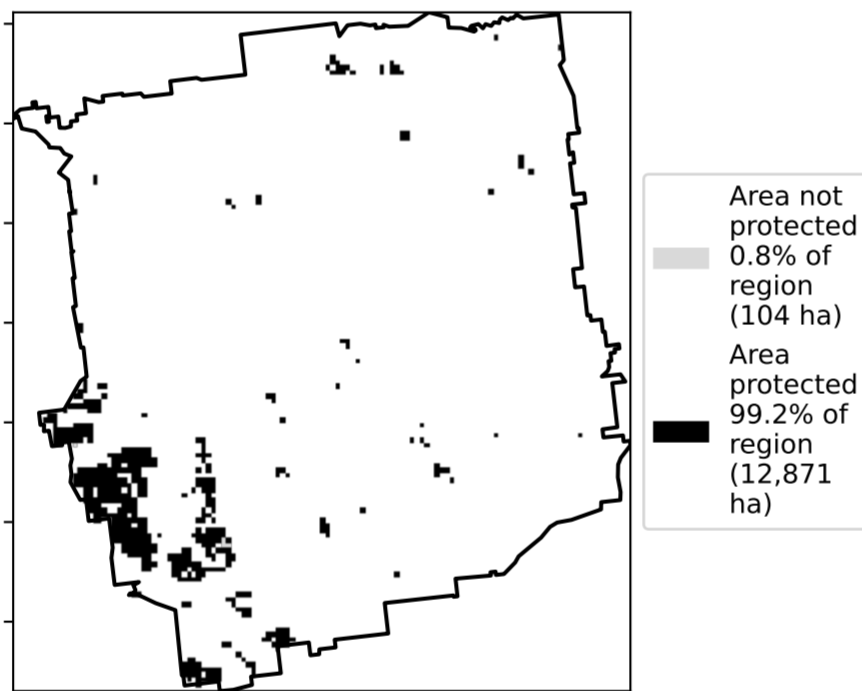 Area not
protected
0.8% of
region
(104 ha)
Area
protected
99.2% of
region
(12,871
ha)